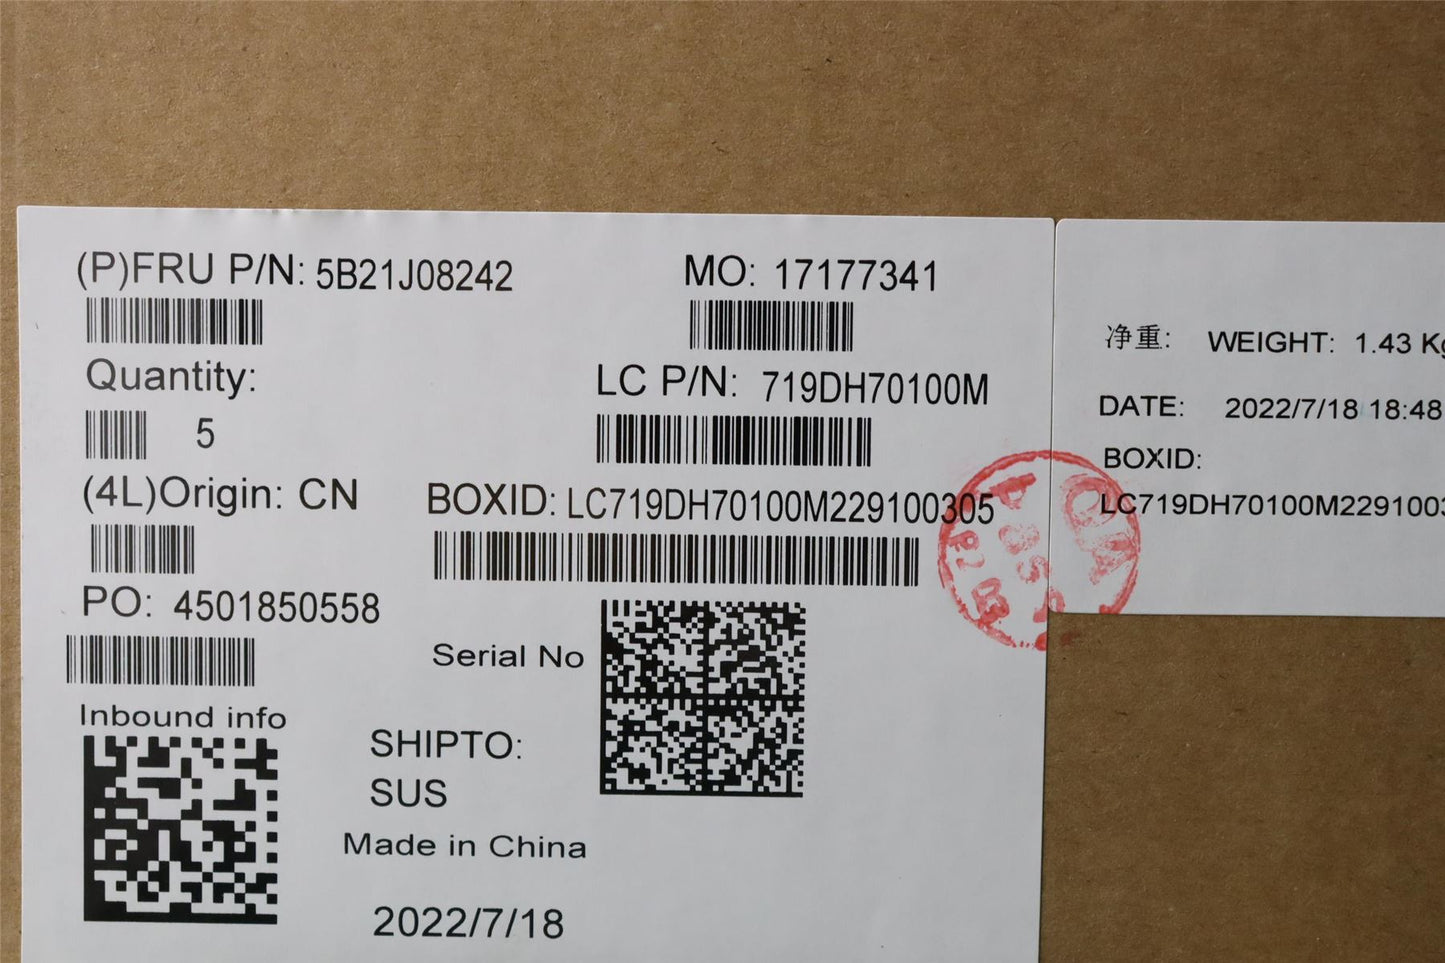 (P)FRU P/N: 5B21J08242
MO: 17177341
Quantity:
5
LC P/N: 719DH70100M
(4L)Origin: CN
BOXID: LC719DH70100M229100305
PO: 4501850558
Serial No
Inbound info
SHIPTO:
SUS
Made in China
2022/7/18
净重: WEIGHT: 1.43 Kg
DATE: 2022/7/18 18:48
BOXID:
LC719DH70100M229100